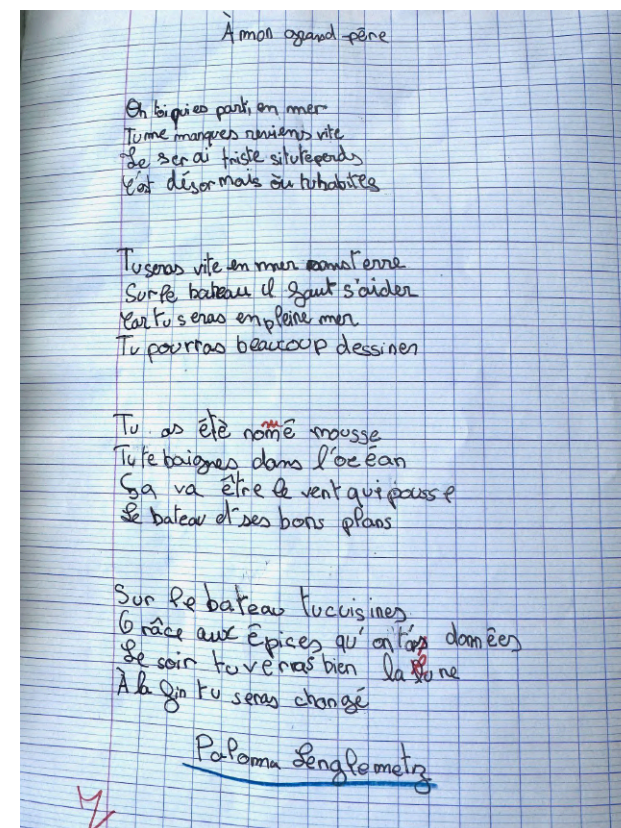 À mon grand-père
Oh toi qui es parti, en mer
Tu me manques reviens vite
Je serai triste si tu te perds
C'est désormais où tu habites
Tu seras vite en mer sans terre
Sur le bateau il faut s'aider
Car tu seras en pleine mer
Tu pourras beaucoup dessiner
Tu as été nommé mousse
Tu te baignes dans l'océan
Ça va être le vent qui pousse
Le bateau et ses bons plans
Sur le bateau tu cuisines
Grâce aux épices qu'on t'as données
Le soir tu verras bien la lune
À la fin tu seras changé
Paloma Lenglemetz